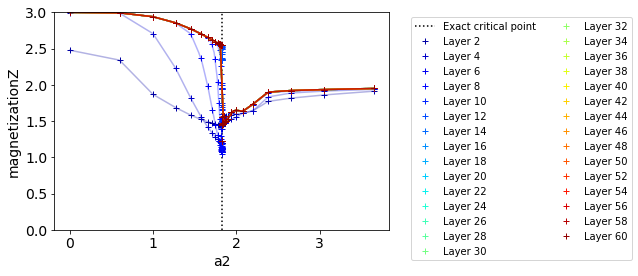 3.0
2.5
2.0
1.5
1.0
0.5
0.0
magnetizationZ
0
1
2
3
a2
Exact critical point
Layer 2
Layer 4
Layer 6
Layer 8
Layer 10
Layer 12
Layer 14
Layer 16
Layer 18
Layer 20
Layer 22
Layer 24
Layer 26
Layer 28
Layer 30
Layer 32
Layer 34
Layer 36
Layer 38
Layer 40
Layer 42
Layer 44
Layer 46
Layer 48
Layer 50
Layer 52
Layer 54
Layer 56
Layer 58
Layer 60